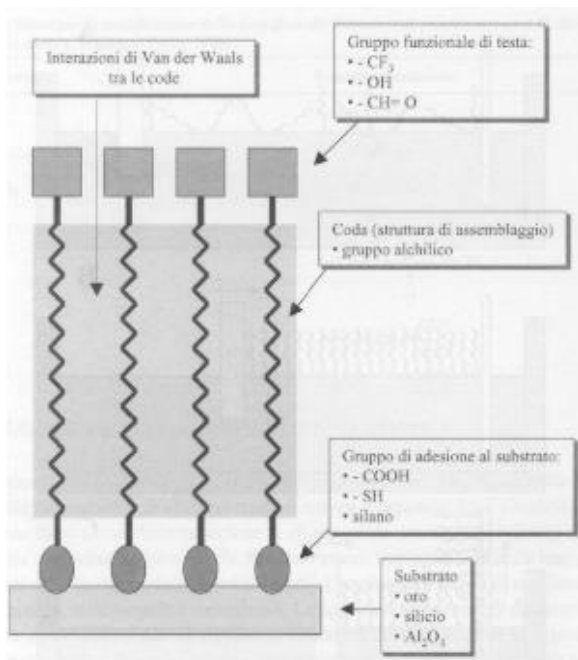 Interazioni di Van der Waals
tra le code
Gruppo funzionale di testa:
• - CF3
• - OH
• - CH= O
Coda (struttura di assemblaggio)
• gruppo alchilico
Gruppo di adesione al substrato:
• - COOH
• - SH
• silano
Substrato
• oro
• silicio
• Al2O3